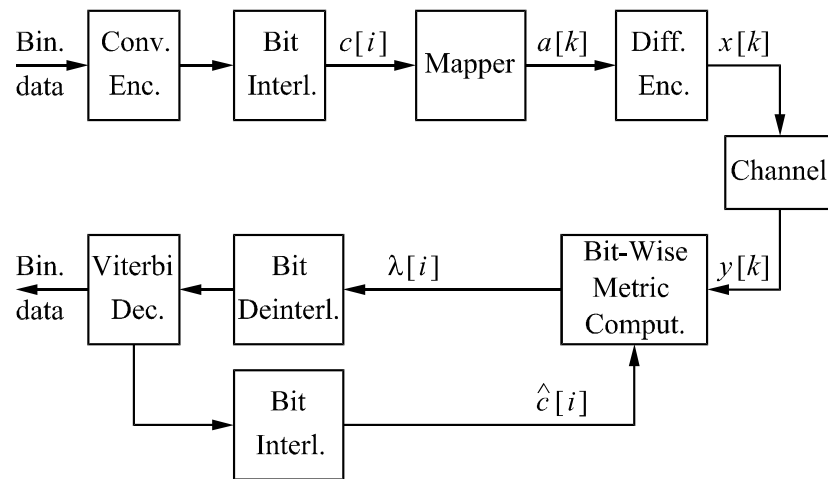 Bin.
data
Conv.
Enc.
Bit
Interl.
c[i]
Mapper
a[k]
Diff.
Enc.
x[k]
Channel
Bin.
data
Viterbi
Dec.
Bit
Deinterl.
λ[i]
Bit-Wise
Metric
Comput.
y[k]
Bit
Interl.
ĉ[i]